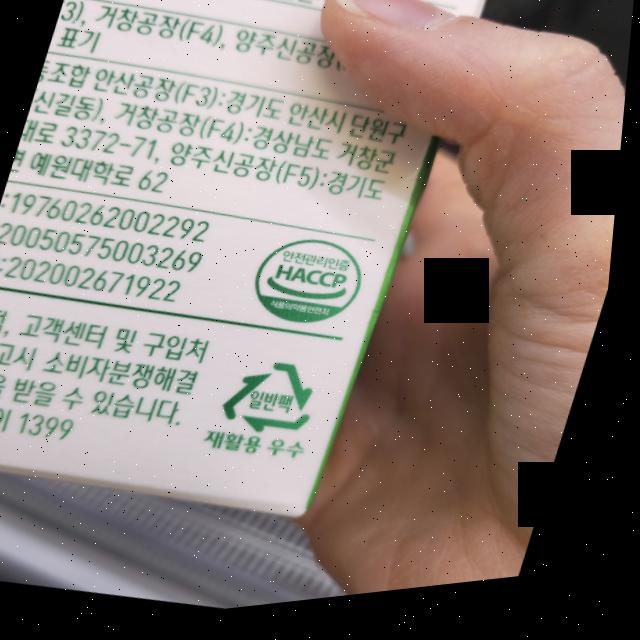 3), 거창공장(F4), 양주신공장
표기
조합 안산공장(F3):경기도 안산시 단원구
신길동), 거창공장(F4):경상남도 거창군
대로 3372-71, 양주신공장(F5):경기도
예원대학로 62
:19760262002292
20050575003269
:202002671922
안전관리인증
HACCP
식품의약품안전처
고객센터 및 구입처
교시 소비자분쟁해결
을 받을 수 있습니다.
1399
일반팩
재활용 우수